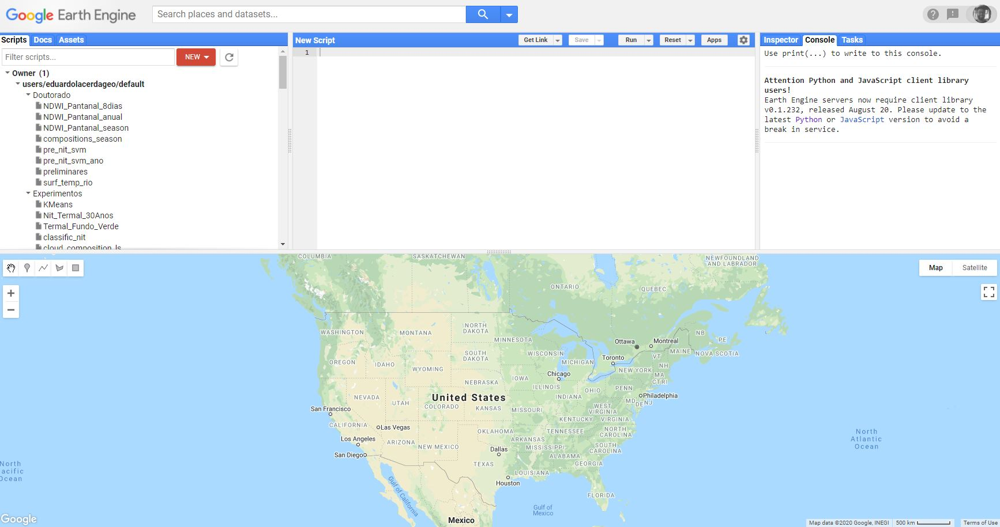 Google Earth Engine
Search places and datasets...
Scripts Docs Assets
Filter scripts...
NEW
Owner (1)
users/eduardolacerdageo/default
Doutorado
NDWI_Pantanal_8dias
NDWI_Pantanal_anual
NDWI_Pantanal_season
compositions_season
pre_nit_svm
pre_nit_svm_ano
preliminares
surf_temp_rio
Experimentos
KMeans
Nit_Termal_30Anos
Termal_Fundo_Verde
classific_nit
cloud_composition_ls
New Script
Get Link Save Run Reset Apps
1
Inspector Console Tasks
Use print(...) to write to this console.
Attention Python and JavaScript client library
users!
Earth Engine servers now require client library
v0.1.232, released August 20. Please update to the
latest Python or JavaScript version to avoid a
break in service.
Map Satellite
COLUMBIA
SASKATCHEWAN
NEWFOUNDLAND
AND LABRADOR
ONTARIO
QUEBEC
WASHINGTON
MONTANA
NORTH
DAKOTA
MINNESOTA
NB
PE
Ottawa
Montreal
MAINE
NOVA SCOTIA
SOUTH
DAKOTA
WISCONSIN
MICHIGAN
Toronto
VT
NH
OREGON
IDAHO
WYOMING
NEW YORK
MA
CT RI
Chicago
IOWA
NEBRASKA
ILLINOIS
INDIANA
OHIO
PENN
Philadelphia
MD
DE
NJ
NEVADA
UTAH
United States
COLORADO
KANSAS
MISSOURI
WEST
VIRGINIA
KENTUCKY
VIRGINIA
San Francisco
CALIFORNIA
Las Vegas
OKLAHOMA
TENNESSEE
NORTH
CAROLINA
Los Angeles
ARIZONA
NEW MEXICO
ARKANSAS
MISSISSIPPI
SOUTH
CAROLINA
San Diego
Dallas
ALABAMA
GEORGIA
TEXAS
LOUISIANA
Houston
FLORIDA
Gulf of California
Gulf of
Mexico
Mexico
North
Atlantic
Ocean
North
acific
Ocean
Google
Map data ©2020 Google, INEGI 500 km Terms of Use